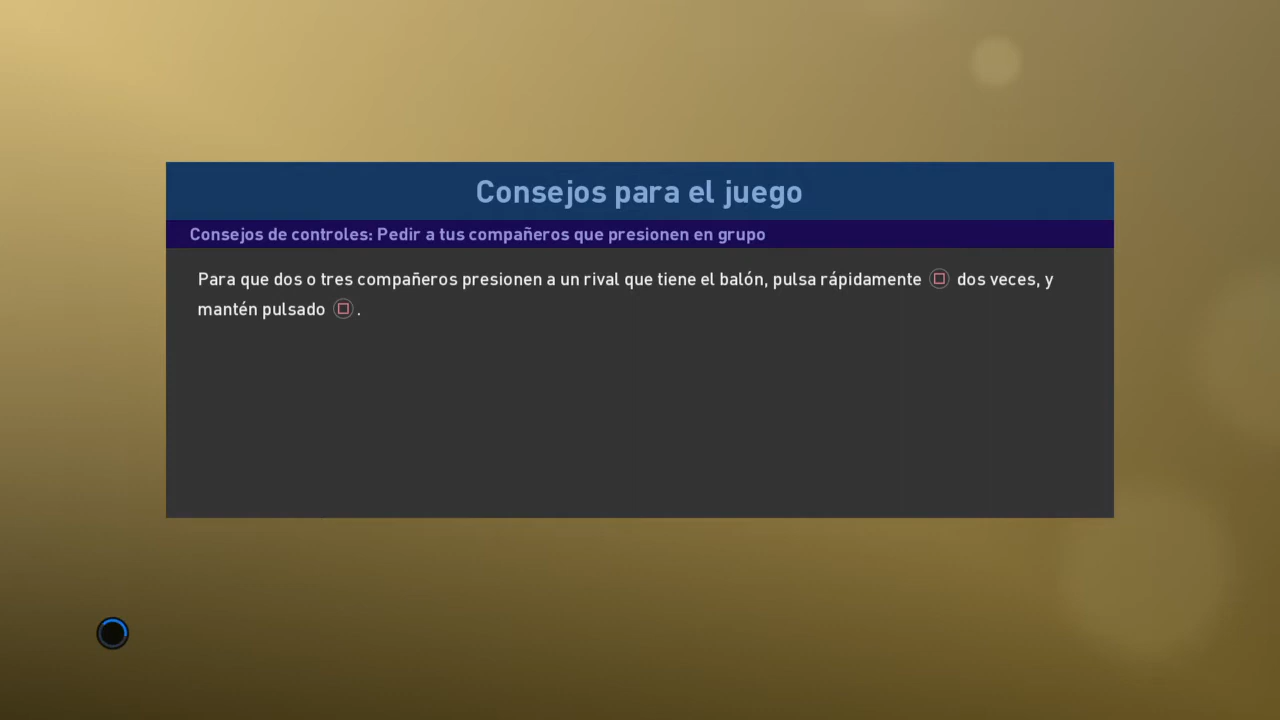 Consejos para el juego
Consejos de controles: Pedir a tus compañeros que presionen en grupo
Para que dos o tres compañeros presionen a un rival que tiene el balón, pulsa rápidamente □ dos veces, y
mantén pulsado □.